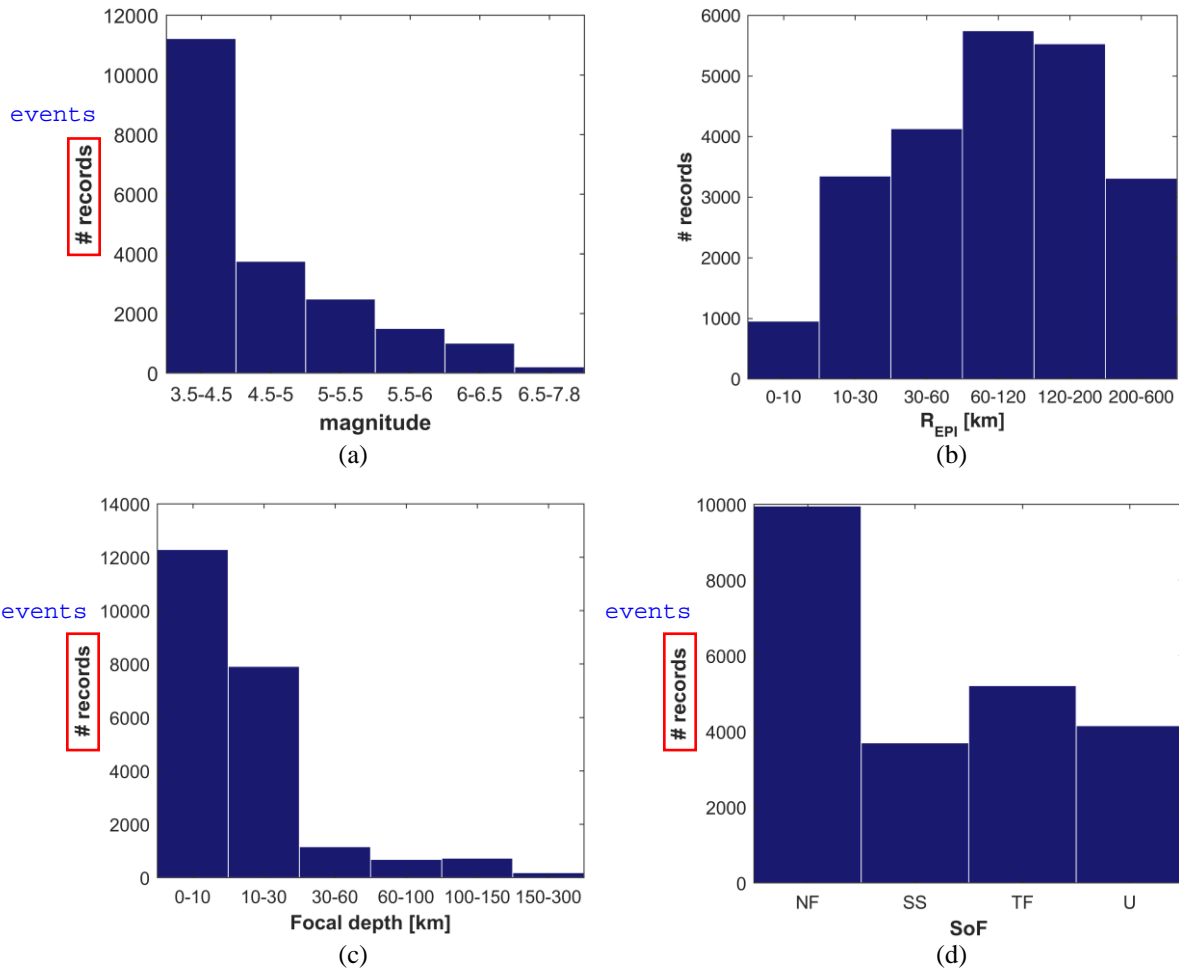 12000
10000
8000
6000
4000
2000
0
events
# records
3.5-4.5 4.5-5 5-5.5 5.5-6 6-6.5 6.5-7.8
magnitude
(a)
6000
5000
4000
3000
2000
1000
0
# records
0-10 10-30 30-60 60-120 120-200 200-600
REPI [km]
(b)
14000
12000
10000
8000
6000
4000
2000
0
events
# records
0-10 10-30 30-60 60-100 100-150 150-300
Focal depth [km]
(c)
10000
8000
6000
4000
2000
0
events
# records
NF SS TF U
SoF
(d)